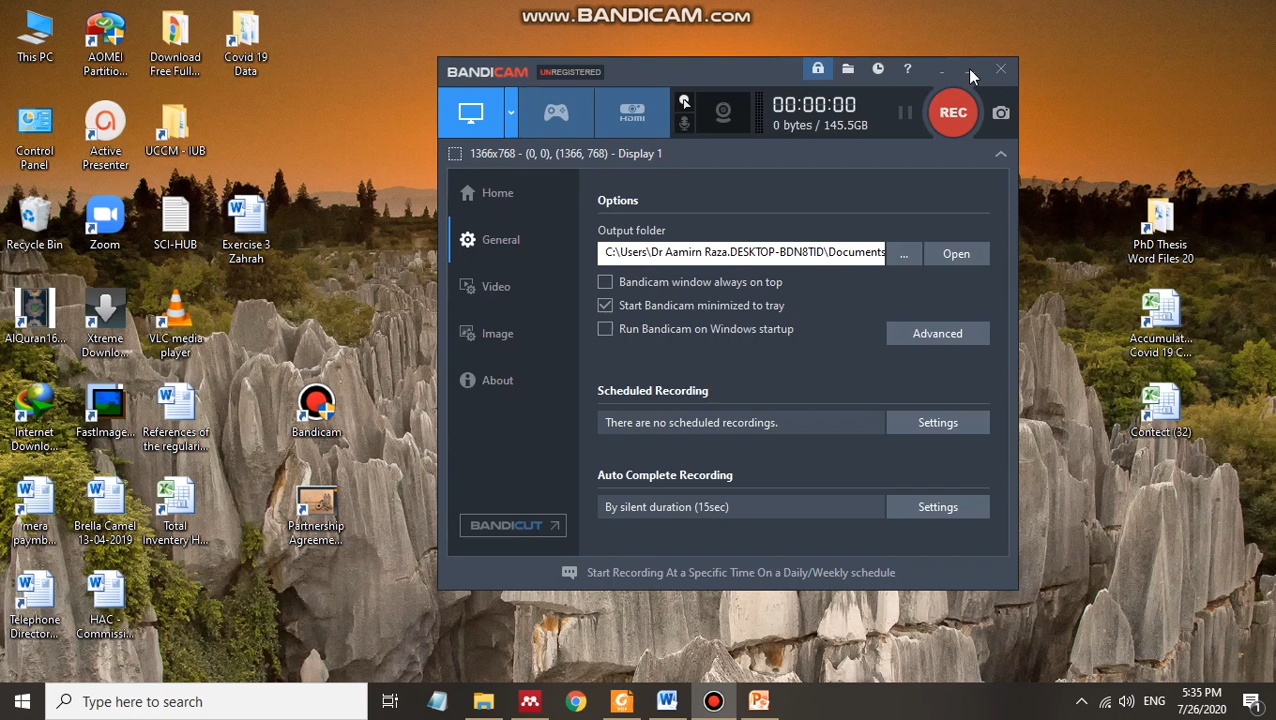 www.BANDICAM.com
This PC
AOMEI
Partitio...
Download
Free Full...
Covid 19
Data
Control
Panel
Active
Presenter
UCCM - IUB
Recycle Bin
Zoom
SCI-HUB
Exercise 3
Zahrah
AlQuran16...
Xtreme
Downlo...
VLC media
player
Internet
Downlo...
FastImage...
References of
the regulari...
Bandicam
mera
paymb...
Brella Camel
13-04-2019
Total
Inventory H...
Partnership
Agreeme...
Telephone
Director...
HAC -
Commissi...
BANDICAM UNREGISTERED
?
HDMI
00:00:00
0 bytes / 145.5GB
REC
1366x768 - (0, 0), (1366, 768) - Display 1
Home
General
Video
Image
About
BANDICUT
Options
Output folder
C:\Users\Dr Aamirn Raza.DESKTOP-BDN8TID\Documents
...
Open
Bandicam window always on top
Start Bandicam minimized to tray
Run Bandicam on Windows startup
Advanced
Scheduled Recording
There are no scheduled recordings.
Settings
Auto Complete Recording
By silent duration (15sec)
Settings
Start Recording At a Specific Time On a Daily/Weekly schedule
PhD Thesis
Word Files 20
Accumulat...
Covid 19 C...
Contect (32)
Type here to search
ENG
5:35 PM
7/26/2020
1